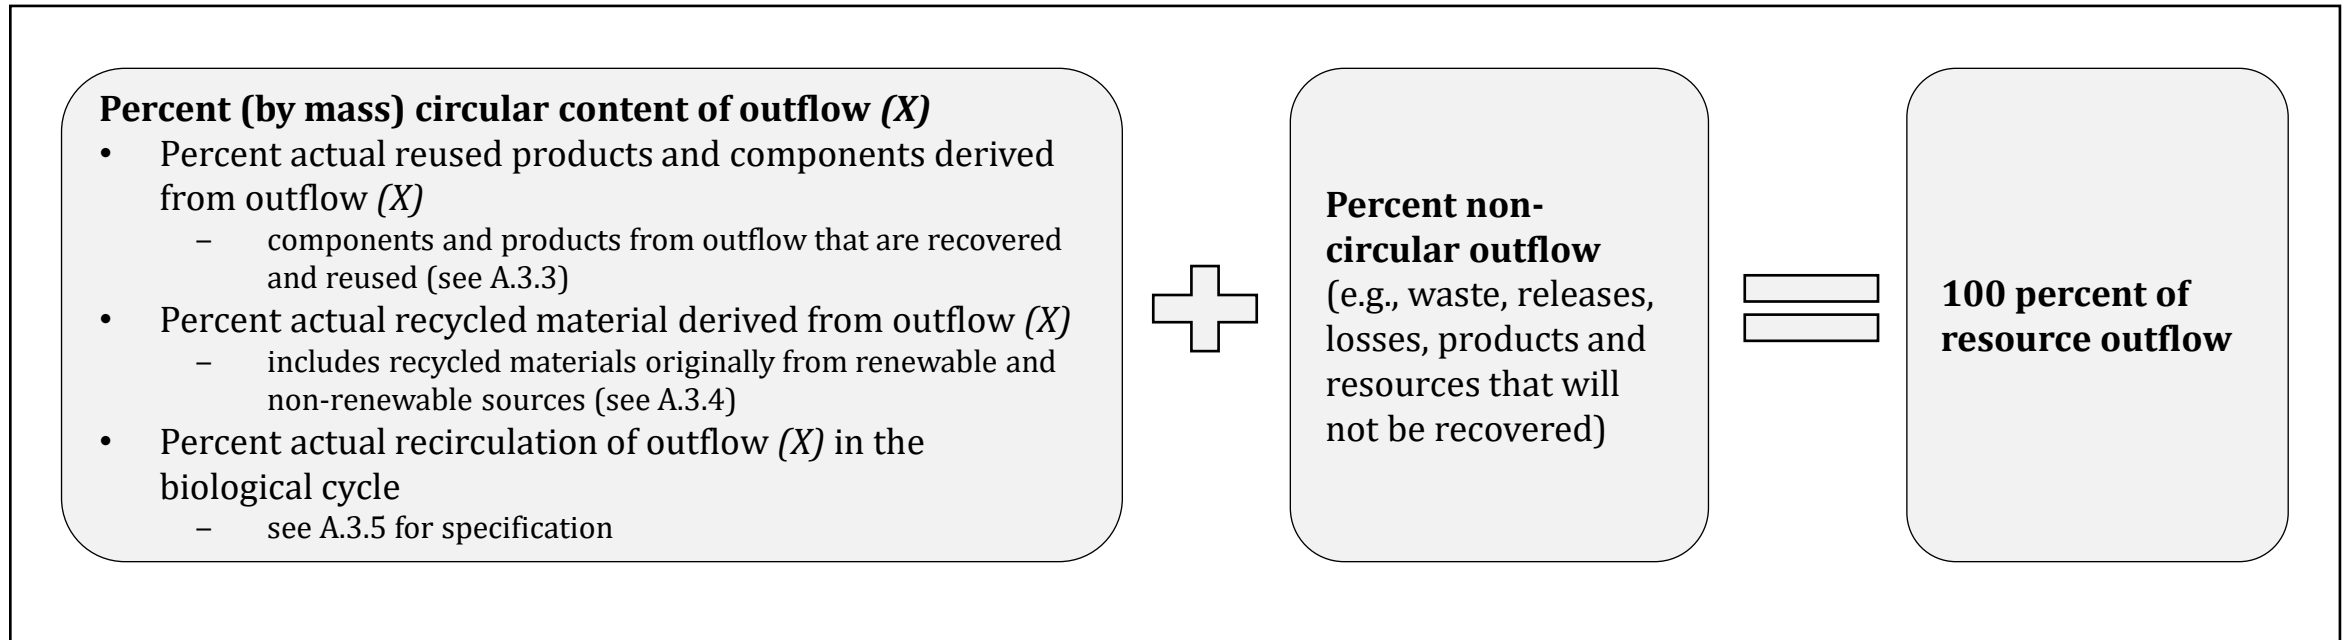 Percent (by mass) circular content of outflow (X)
• Percent actual reused products and components derived
from outflow (X)
– components and products from outflow that are recovered
and reused (see A.3.3)
• Percent actual recycled material derived from outflow (X)
– includes recycled materials originally from renewable and
non-renewable sources (see A.3.4)
• Percent actual recirculation of outflow (X) in the
biological cycle
– see A.3.5 for specification
Percent non-
circular outflow
(e.g., waste, releases,
losses, products and
resources that will
not be recovered)
100 percent of
resource outflow